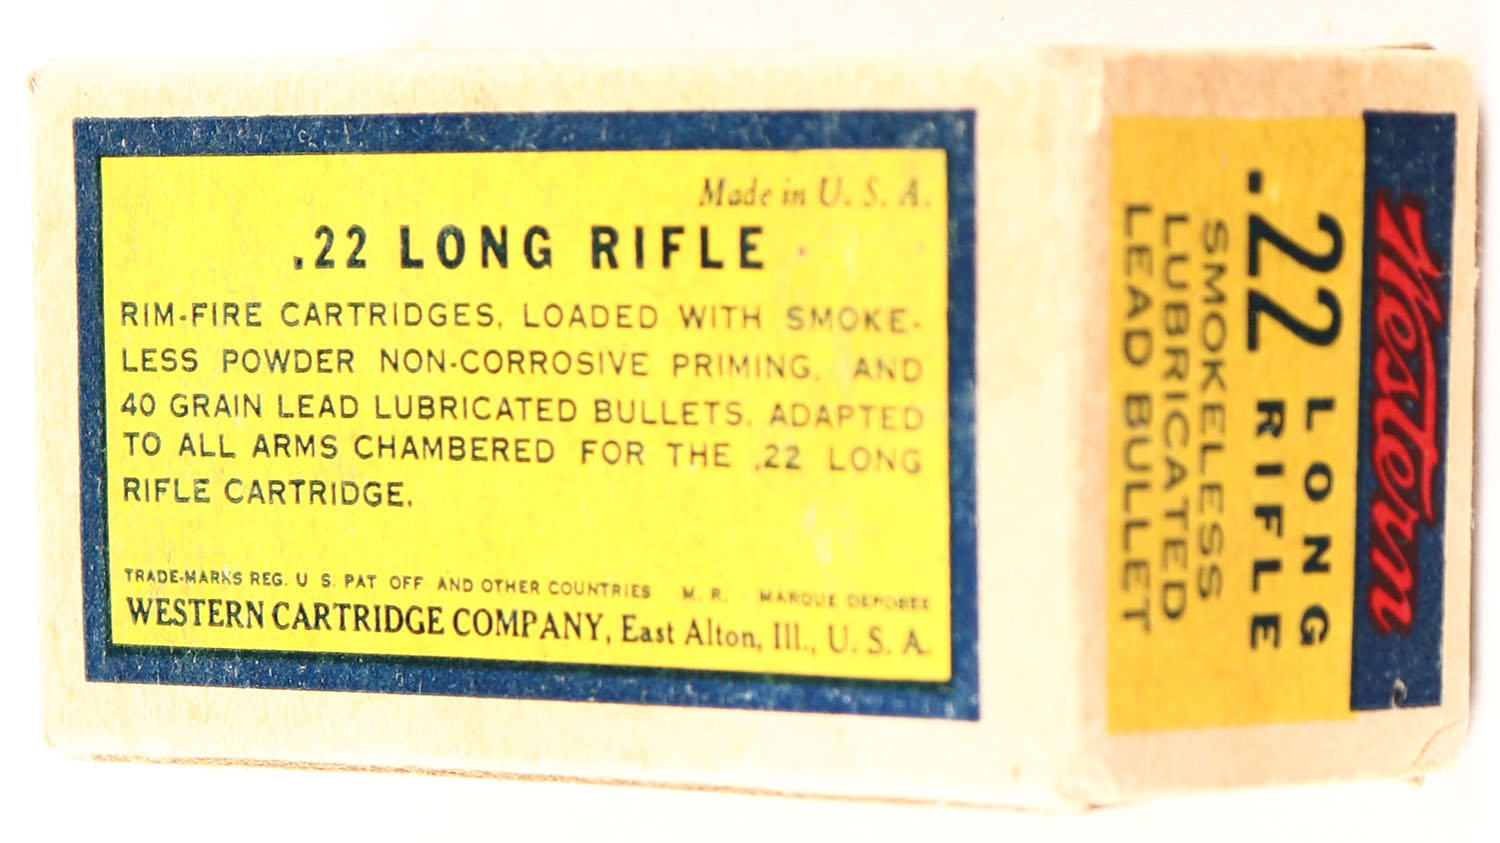 Made in U. S. A.
.22 LONG RIFLE
RIM-FIRE CARTRIDGES, LOADED WITH SMOKE-
LESS POWDER NON-CORROSIVE PRIMING, AND
40 GRAIN LEAD LUBRICATED BULLETS. ADAPTED
TO ALL ARMS CHAMBERED FOR THE .22 LONG
RIFLE CARTRIDGE.
TRADE-MARKS REG. U S. PAT OFF AND OTHER COUNTRIES M. R. MARQUE DEPOSEE
WESTERN CARTRIDGE COMPANY, East Alton, Ill., U. S. A.
Western
.22 LONG
RIFLE
SMOKELESS
LUBRICATED
LEAD BULLET